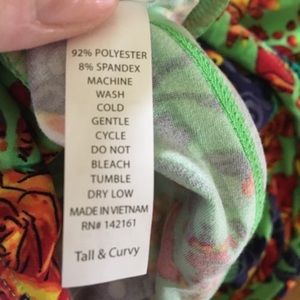 92% POLYESTER
8% SPANDEX
MACHINE
WASH
COLD
GENTLE
CYCLE
DO NOT
BLEACH
TUMBLE
DRY LOW
MADE IN VIETNAM
RN# 142161
Tall & Curvy